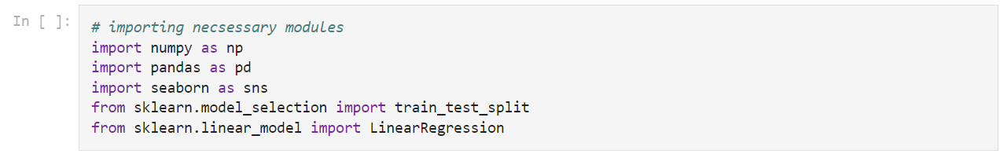 In [ ]:
# importing necsessary modules
import numpy as np
import pandas as pd
import seaborn as sns
from sklearn.model_selection import train_test_split
from sklearn.linear_model import LinearRegression